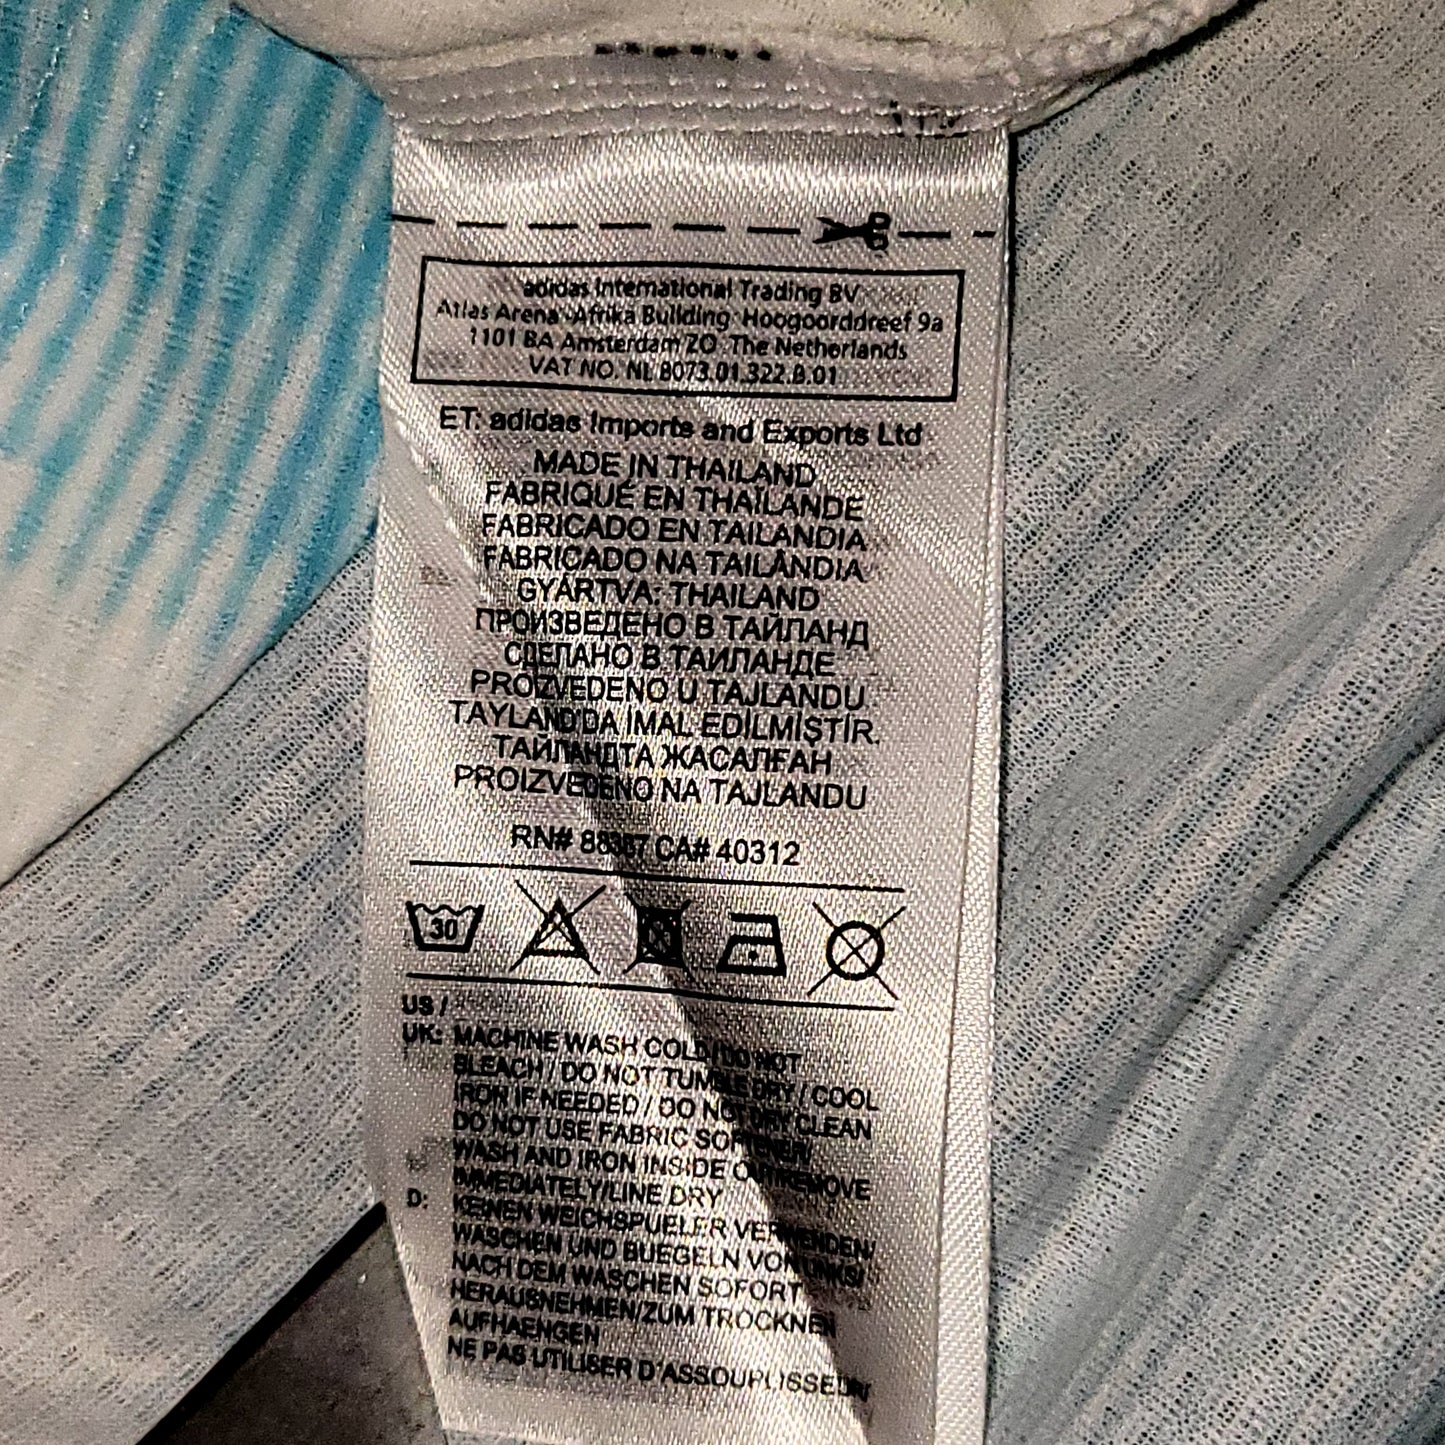 adidas International Trading BV
Atlas Arena Afrika Building Hoogoorddreef 9a
1101 BA Amsterdam ZO The Netherlands
VAT NO. NL 8073.01.322.B.01
ET: adidas Imports and Exports Ltd
MADE IN THAILAND
FABRIQUÉ EN THAÏLANDE
FABRICADO EN TAILANDIA
FABRICADO NA TAILÂNDIA
GYÁRTVA: THAILAND
ПРОИЗВЕДЕНО В ТАЙЛАНД
СДЕЛАНО В ТАИЛАНДЕ
PROIZVEDENO U TAJLANDU
TAYLAND'DA İMAL EDİLMİŞTİR.
ТАЙЛАНДТА ЖАСАЛҒАН
PROIZVEDENO NA TAJLANDU
RN# 88387 CA# 40312
30
US /
UK: MACHINE WASH COLD / DO NOT
BLEACH / DO NOT TUMBLE DRY / COOL
IRON IF NEEDED / DO NOT DRY CLEAN
DO NOT USE FABRIC SOFTENER/
WASH AND IRON INSIDE OUT/REMOVE
IMMEDIATELY/LINE DRY
D: KEINEN WEICHSPUELER VERWENDEN/
WASCHEN UND BUEGELN VON LINKS/
NACH DEM WASCHEN SOFORT
HERAUSNEHMEN/ZUM TROCKNEN
AUFHAENGEN
NE PAS UTILISER D'ASSOUPLISSEUR/